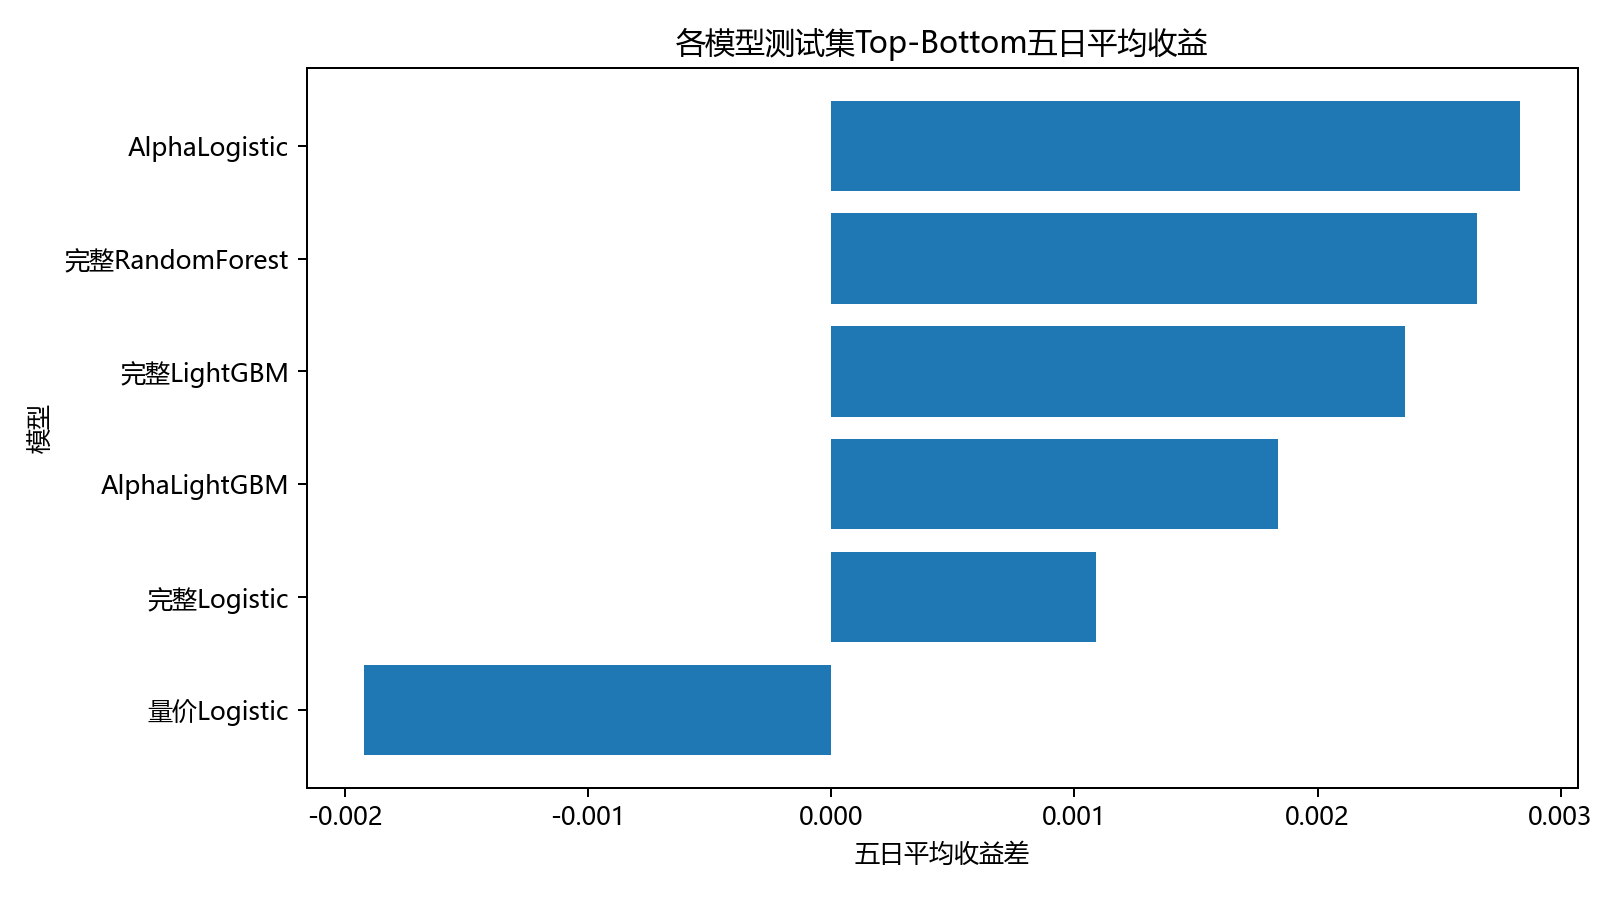 各模型测试集Top-Bottom五日平均收益
模型
AlphaLogistic
完整RandomForest
完整LightGBM
AlphaLightGBM
完整Logistic
量价Logistic
-0.002 -0.001 0.000 0.001 0.002 0.003
五日平均收益差